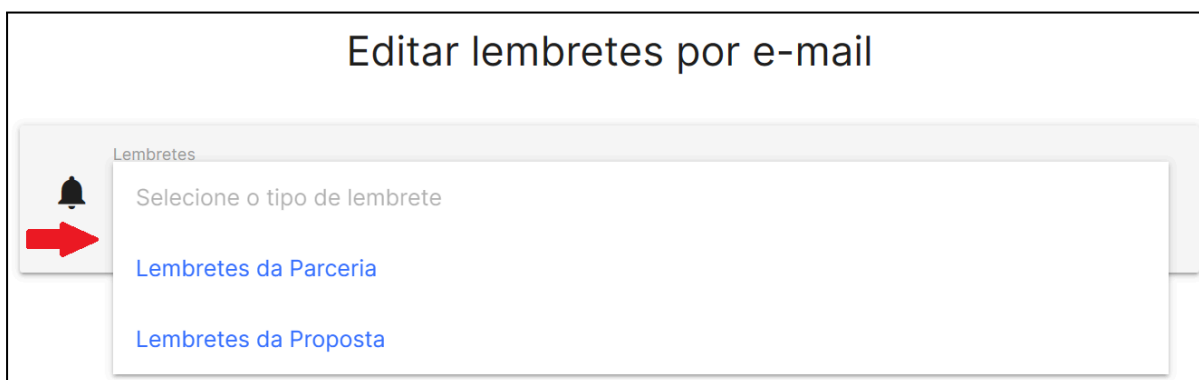 Editar lembretes por e-mail
Lembretes
Selecione o tipo de lembrete
Lembretes da Parceria
Lembretes da Proposta